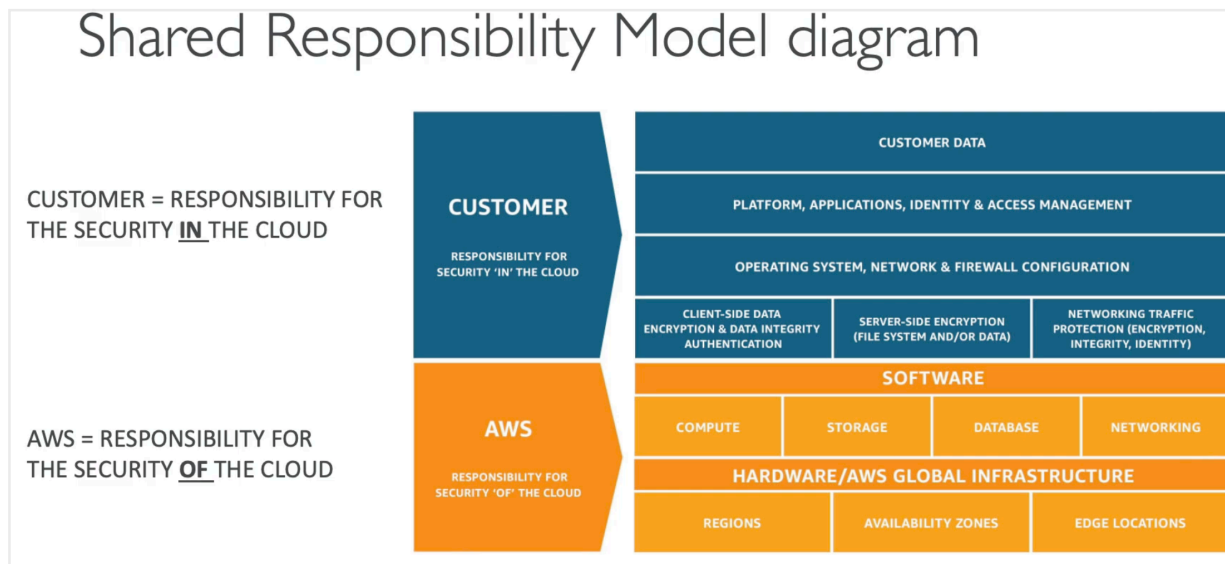 Shared Responsibility Model diagram
CUSTOMER = RESPONSIBILITY FOR
THE SECURITY IN THE CLOUD
CUSTOMER
RESPONSIBILITY FOR
SECURITY ‘IN’ THE CLOUD
CUSTOMER DATA
PLATFORM, APPLICATIONS, IDENTITY & ACCESS MANAGEMENT
OPERATING SYSTEM, NETWORK & FIREWALL CONFIGURATION
CLIENT-SIDE DATA
ENCRYPTION & DATA INTEGRITY
AUTHENTICATION
SERVER-SIDE ENCRYPTION
(FILE SYSTEM AND/OR DATA)
NETWORKING TRAFFIC
PROTECTION (ENCRYPTION,
INTEGRITY, IDENTITY)
AWS = RESPONSIBILITY FOR
THE SECURITY OF THE CLOUD
AWS
RESPONSIBILITY FOR
SECURITY ‘OF’ THE CLOUD
SOFTWARE
COMPUTE
STORAGE
DATABASE
NETWORKING
HARDWARE/AWS GLOBAL INFRASTRUCTURE
REGIONS
AVAILABILITY ZONES
EDGE LOCATIONS